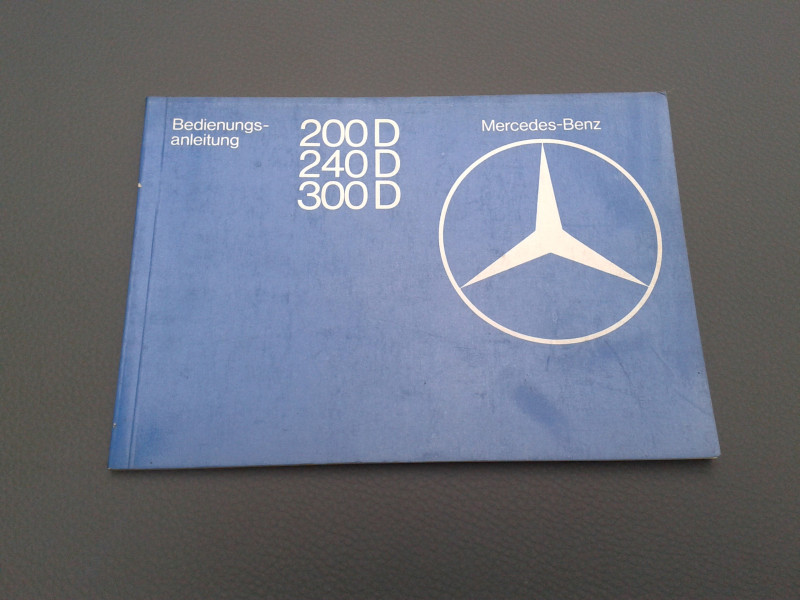 Bedienungs-
anleitung
200 D
240 D
300 D
Mercedes-Benz